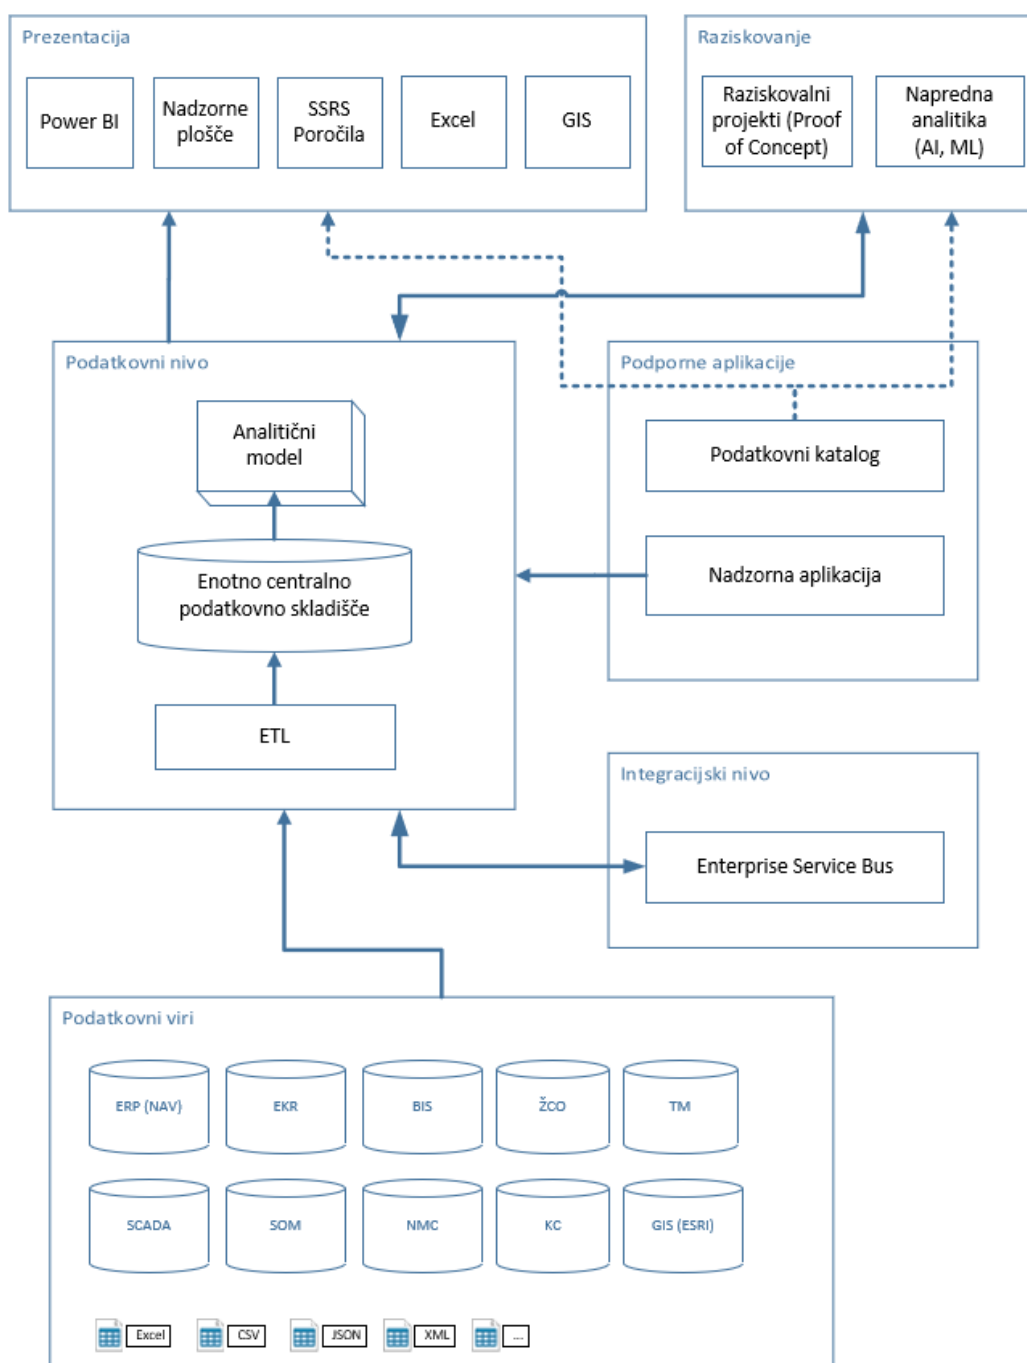 Prezentacija
Power BI
Nadzorne
plošče
SSRS
Poročila
Excel
GIS
Raziskovanje
Raziskovalni
projekti (Proof
of Concept)
Napredna
analitika
(AI, ML)
Podatkovni nivo
Analitični
model
Enotno centralno
podatkovno skladišče
ETL
Podporne aplikacije
Podatkovni katalog
Nadzorna aplikacija
Integracijski nivo
Enterprise Service Bus
Podatkovni viri
ERP (NAV)
EKR
BIS
ŽCO
TM
SCADA
SOM
NMC
KC
GIS (ESRI)
Excel
CSV
JSON
XML
...